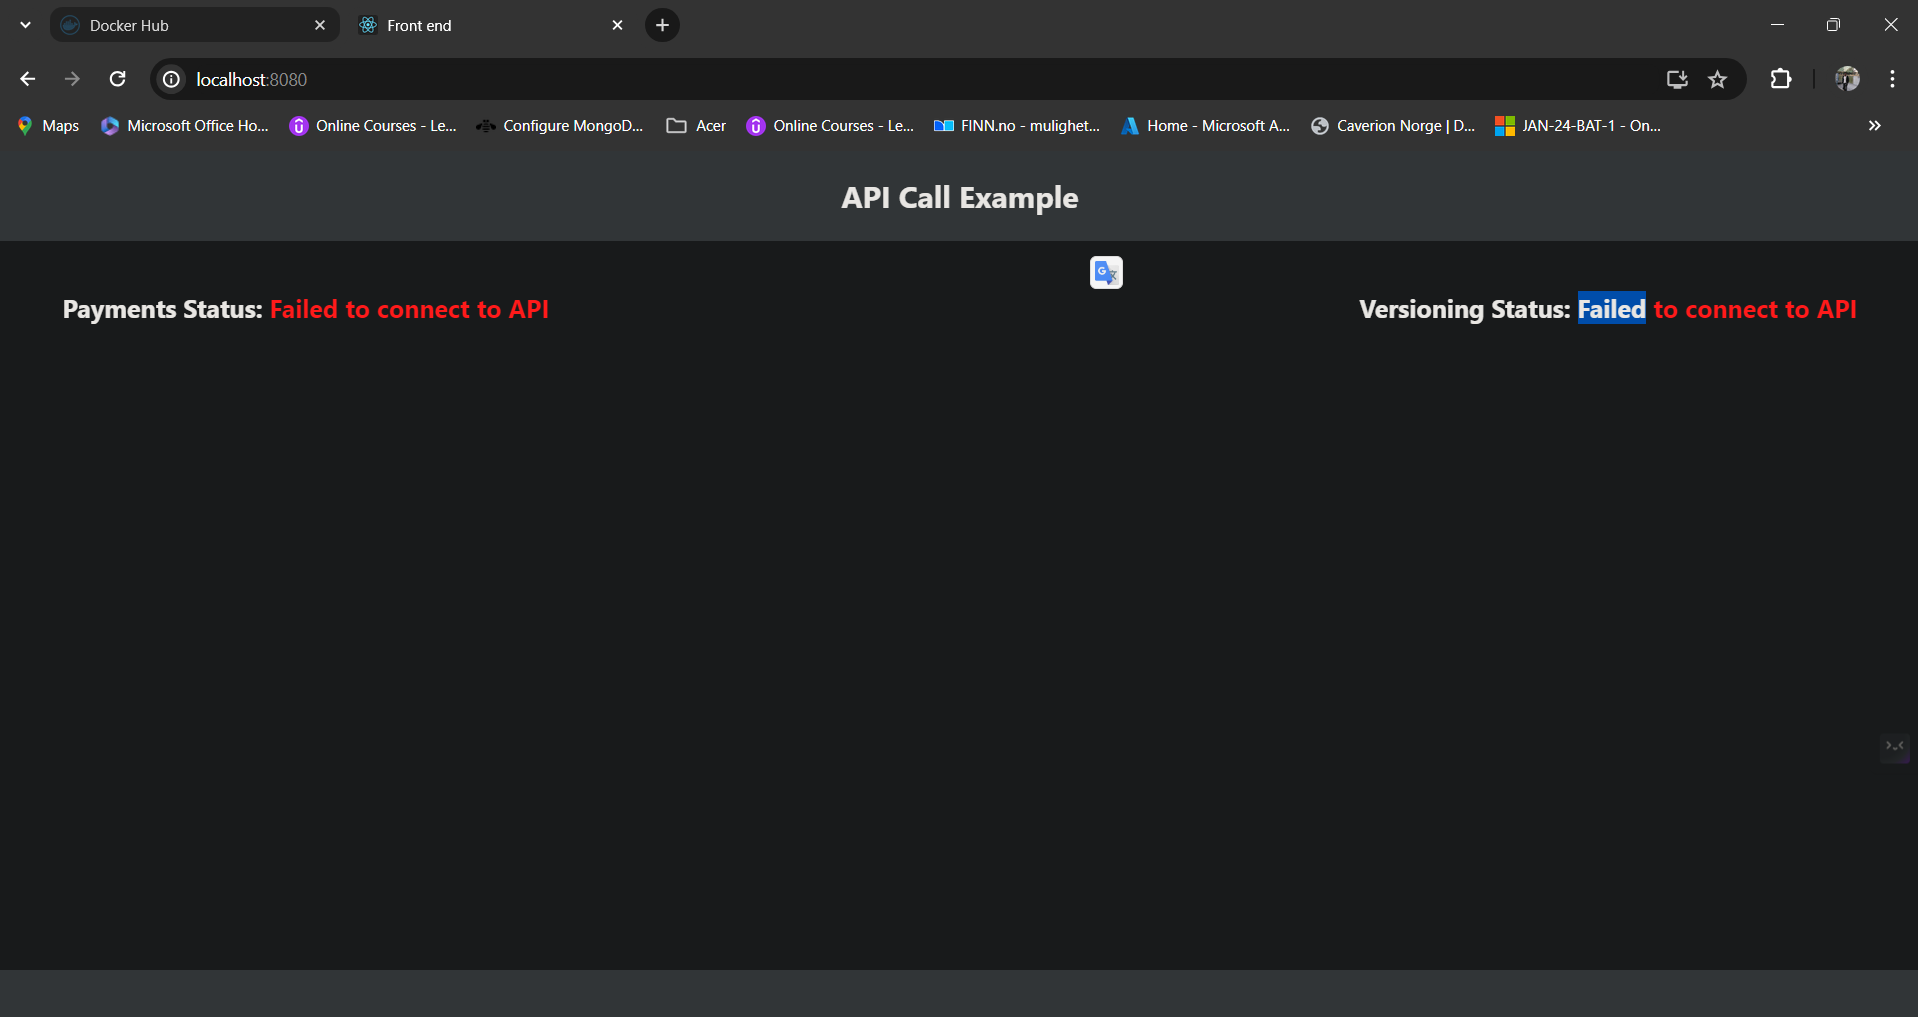 Docker Hub
Front end
localhost:8080
Maps
Microsoft Office Ho...
Online Courses - Le...
Configure MongoD...
Acer
Online Courses - Le...
FINN.no - mulighet...
Home - Microsoft A...
Caverion Norge | D...
JAN-24-BAT-1 - On...
API Call Example
Payments Status: Failed to connect to API
Versioning Status: Failed to connect to API